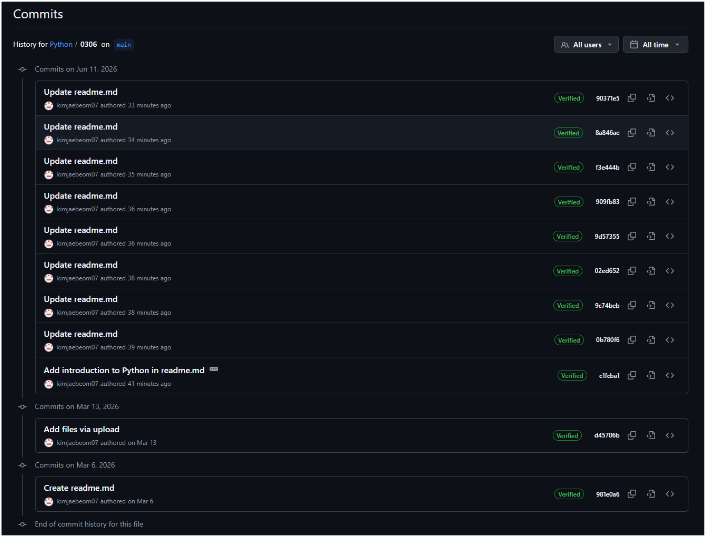 Commits
History for Python / 0306 on main
All users
All time
Commits on Jun 11, 2026
Update readme.md
kimjaebeom07 authored 33 minutes ago
Verified
90371e5
Update readme.md
kimjaebeom07 authored 34 minutes ago
Verified
8a846ae
Update readme.md
kimjaebeom07 authored 35 minutes ago
Verified
f3e444b
Update readme.md
kimjaebeom07 authored 36 minutes ago
Verified
909fb83
Update readme.md
kimjaebeom07 authored 36 minutes ago
Verified
9d57355
Update readme.md
kimjaebeom07 authored 38 minutes ago
Verified
02ed652
Update readme.md
kimjaebeom07 authored 38 minutes ago
Verified
9c74beb
Update readme.md
kimjaebeom07 authored 39 minutes ago
Verified
0b780f6
Add introduction to Python in readme.md
kimjaebeom07 authored 41 minutes ago
Verified
c1fcba1
Commits on Mar 13, 2026
Add files via upload
kimjaebeom07 authored on Mar 13
Verified
d45706b
Commits on Mar 6, 2026
Create readme.md
kimjaebeom07 authored on Mar 6
Verified
981e0a6
End of commit history for this file